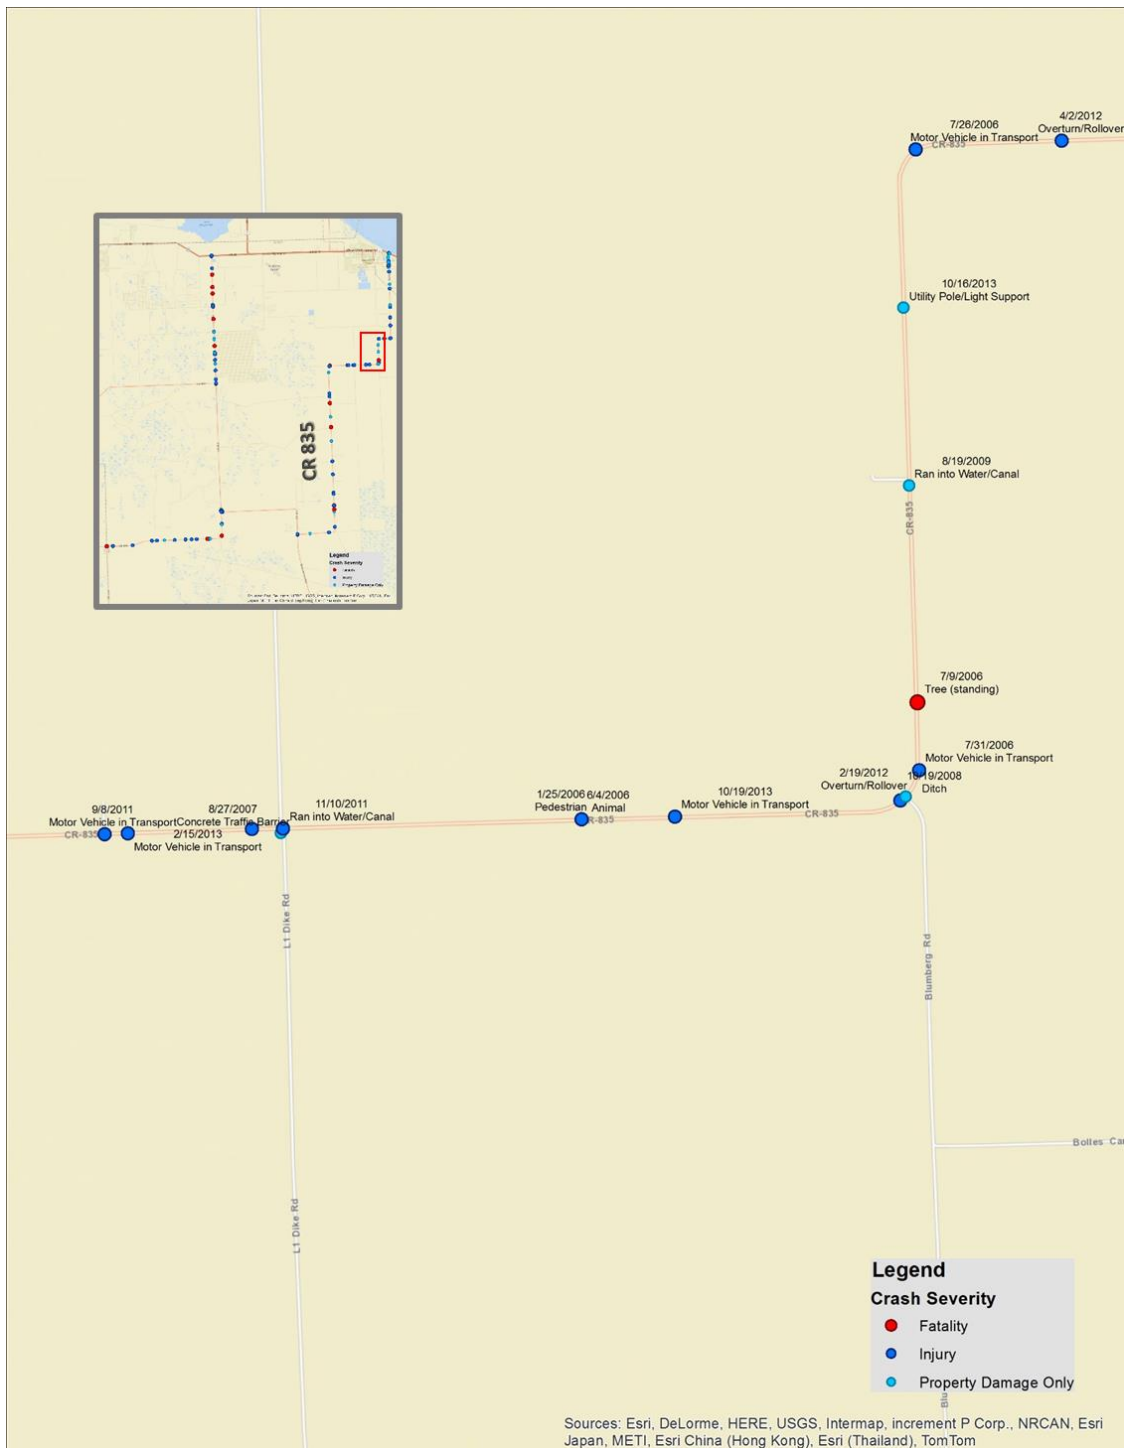 4/2/2012
Overturn/Rollover
7/26/2006
Motor Vehicle in Transport
CR-835
10/16/2013
Utility Pole/Light Support
8/19/2009
Ran into Water/Canal
CR-835
CR 835
Legend
Crash Severity
Property Damage Only
7/9/2006
Tree (standing)
7/31/2006
Motor Vehicle in Transport
2/19/2012
Overturn/Rollover
10/19/2008
Ditch
9/8/2011
Motor Vehicle in Transport
8/27/2007
Concrete Traffic Barrier
11/10/2011
Ran into Water/Canal
1/25/2006
Pedestrian
6/4/2006
Animal
10/19/2013
Motor Vehicle in Transport
CR-835
2/15/2013
Motor Vehicle in Transport
R-835
CR-835
L1 Dike Rd
Blumberg Rd
Bolles Ca
L1 Dike Rd
Legend
Crash Severity
Fatality
Injury
Property Damage Only
Blu
Sources: Esri, DeLorme, HERE, USGS, Intermap, increment P Corp., NRCAN, Esri
Japan, METI, Esri China (Hong Kong), Esri (Thailand), TomTom